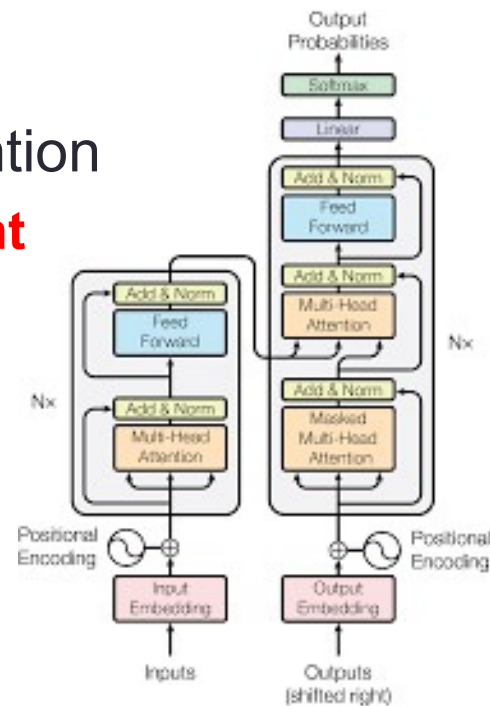 Output
Probabilities
Softmax
Linear
ntion
nt
Add & Norm
Feed
Forward
Add & Norm
Multi-Head
Attention
Nx
Add & Norm
Masked
Multi-Head
Attention
Add & Norm
Feed
Forward
Nx
Add & Norm
Multi-Head
Attention
Positional
Encoding
Positional
Encoding
Input
Embedding
Output
Embedding
Inputs
Outputs
(shifted right)